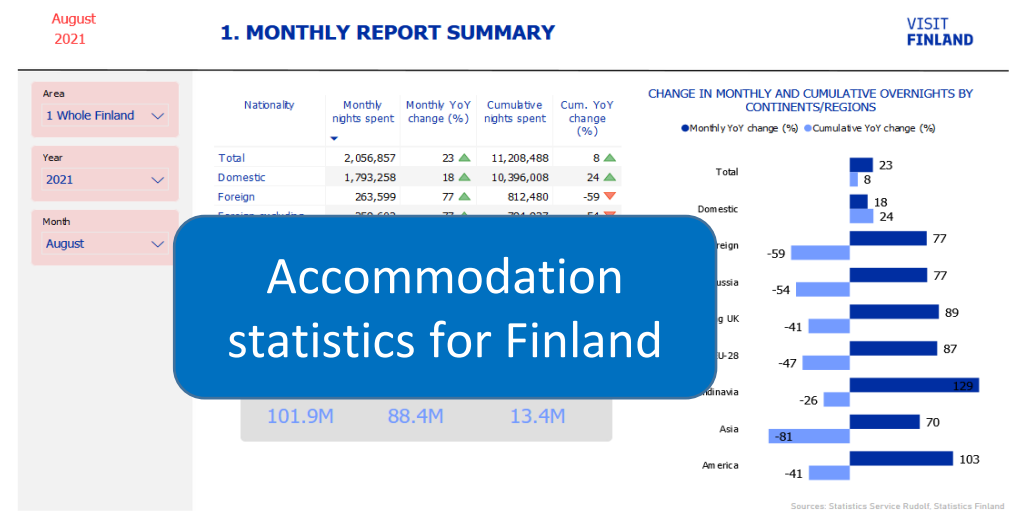 August
2021
1. MONTHLY REPORT SUMMARY
VISIT
FINLAND
Area
1 Whole Finland
Year
2021
Month
August
Nationality Monthly nights spent Monthly YoY change (%) Cumulative nights spent Cum. YoY change (%)
Total 2,056,857 23 11,208,488 8
Domestic 1,793,258 18 10,396,008 24
Foreign 263,599 77 812,480 -59
Accommodation
statistics for Finland
101.9M 88.4M 13.4M
CHANGE IN MONTHLY AND CUMULATIVE OVERNIGHTS BY
CONTINENTS/REGIONS
Monthly YoY change (%) Cumulative YoY change (%)
Total 23
8
Domestic 18
24
77
-59
77
-54
UK 89
-41
87
-47
129
-26
Asia 70
-81
America 103
-41
Sources: Statistics Service Rudolf, Statistics Finland